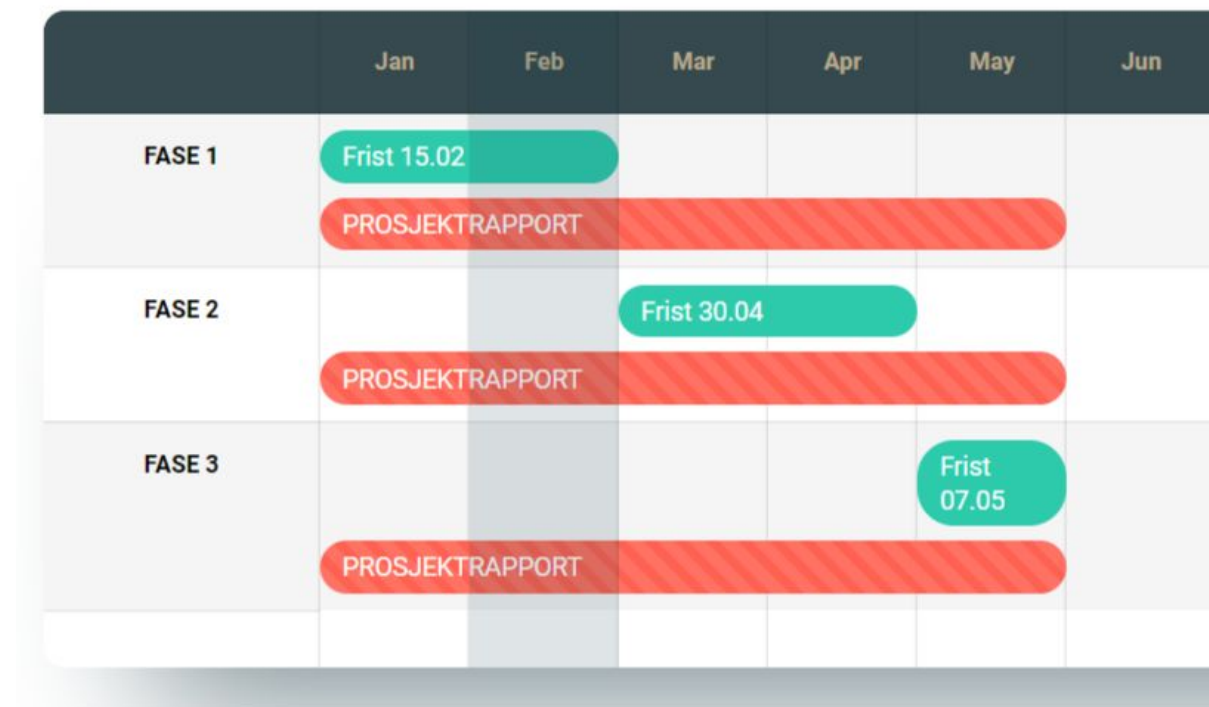 Jan Feb Mar Apr May Jun
FASE 1
Frist 15.02
PROSJEKTRAPPORT
FASE 2
Frist 30.04
PROSJEKTRAPPORT
FASE 3
Frist
07.05
PROSJEKTRAPPORT